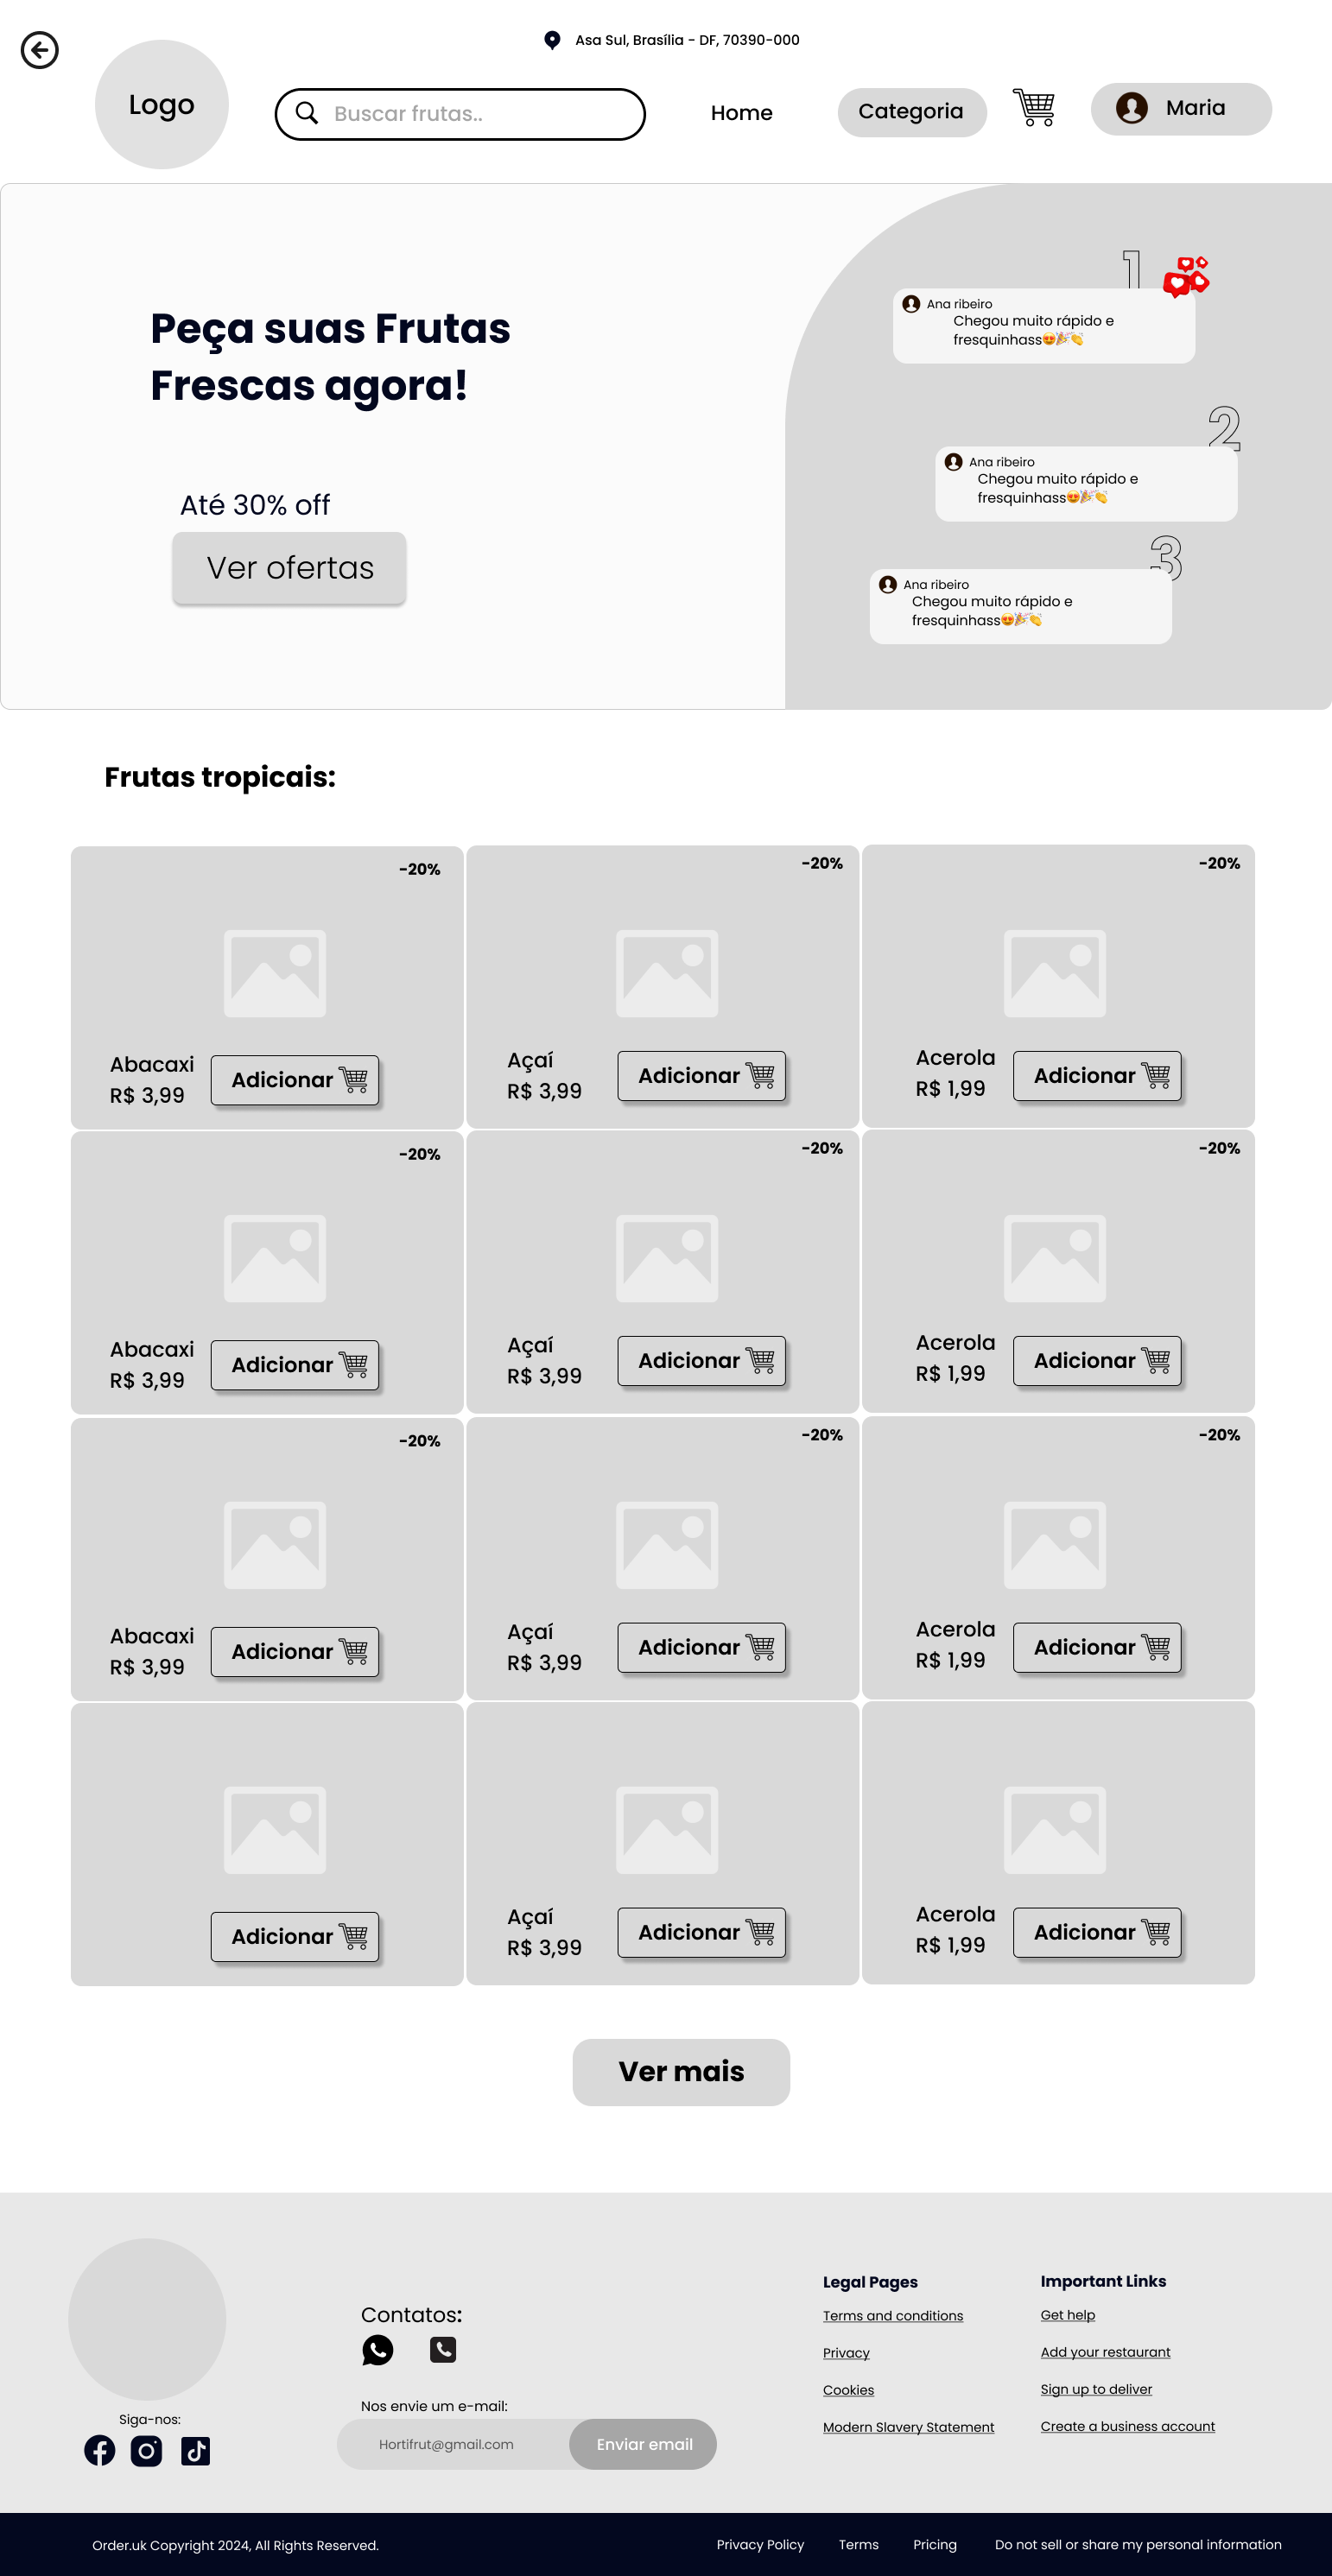 Asa Sul, Brasília - DF, 70390-000
Logo
Buscar frutas..
Home
Categoria
Maria
Peça suas Frutas
Frescas agora!
Até 30% off
Ver ofertas
1
Ana ribeiro
Chegou muito rápido e
fresquinhass😍🎉👏
2
Ana ribeiro
Chegou muito rápido e
fresquinhass😍🎉👏
3
Ana ribeiro
Chegou muito rápido e
fresquinhass😍🎉👏
Frutas tropicais:
-20%
Abacaxi
R$ 3,99
Adicionar
-20%
Açaí
R$ 3,99
Adicionar
-20%
Acerola
R$ 1,99
Adicionar
-20%
Abacaxi
R$ 3,99
Adicionar
-20%
Açaí
R$ 3,99
Adicionar
-20%
Acerola
R$ 1,99
Adicionar
-20%
Abacaxi
R$ 3,99
Adicionar
-20%
Açaí
R$ 3,99
Adicionar
-20%
Acerola
R$ 1,99
Adicionar
Adicionar
Açaí
R$ 3,99
Adicionar
Acerola
R$ 1,99
Adicionar
Ver mais
Siga-nos:
Contatos:
Nos envie um e-mail:
Hortifrut@gmail.com
Enviar email
Legal Pages
Terms and conditions
Privacy
Cookies
Modern Slavery Statement
Important Links
Get help
Add your restaurant
Sign up to deliver
Create a business account
Order.uk Copyright 2024, All Rights Reserved.
Privacy Policy
Terms
Pricing
Do not sell or share my personal information